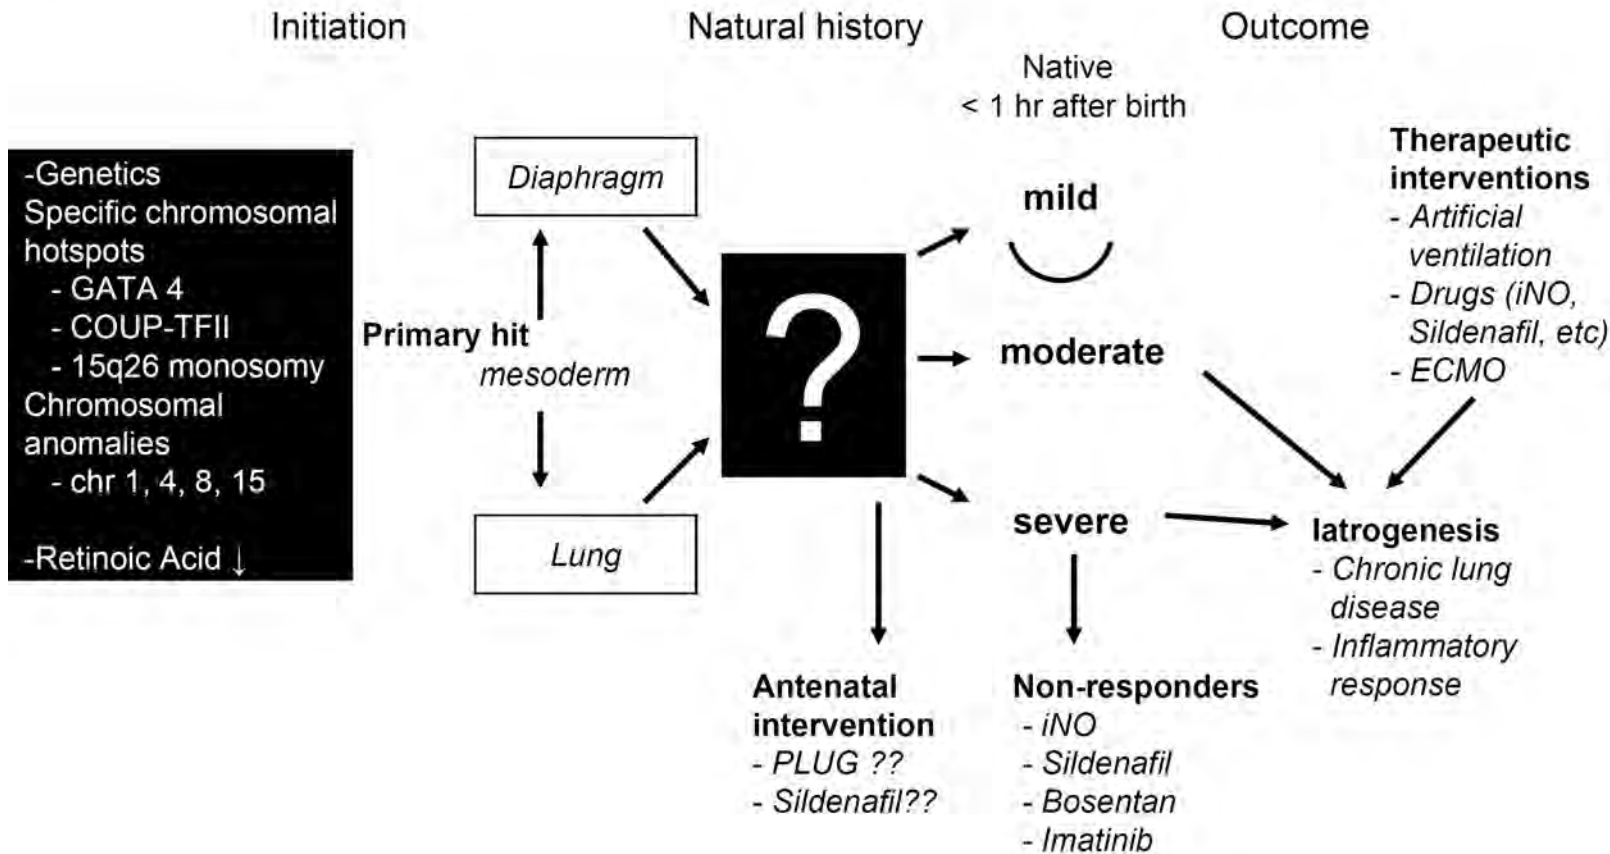 Initiation
Natural history
Outcome
-Genetics
Specific chromosomal
hotspots
- GATA 4
- COUP-TFII
- 15q26 monosomy
Chromosomal
anomalies
- chr 1, 4, 8, 15
-Retinoic Acid ↓
Primary hit
mesoderm
Diaphragm
Lung
?
Native
< 1 hr after birth
mild
moderate
severe
Antenatal
intervention
- PLUG ??
- Sildenafil??
Non-responders
- iNO
- Sildenafil
- Bosentan
- Imatinib
Therapeutic
interventions
- Artificial
ventilation
- Drugs (iNO,
Sildenafil, etc)
- ECMO
Iatrogenesis
- Chronic lung
disease
- Inflammatory
response